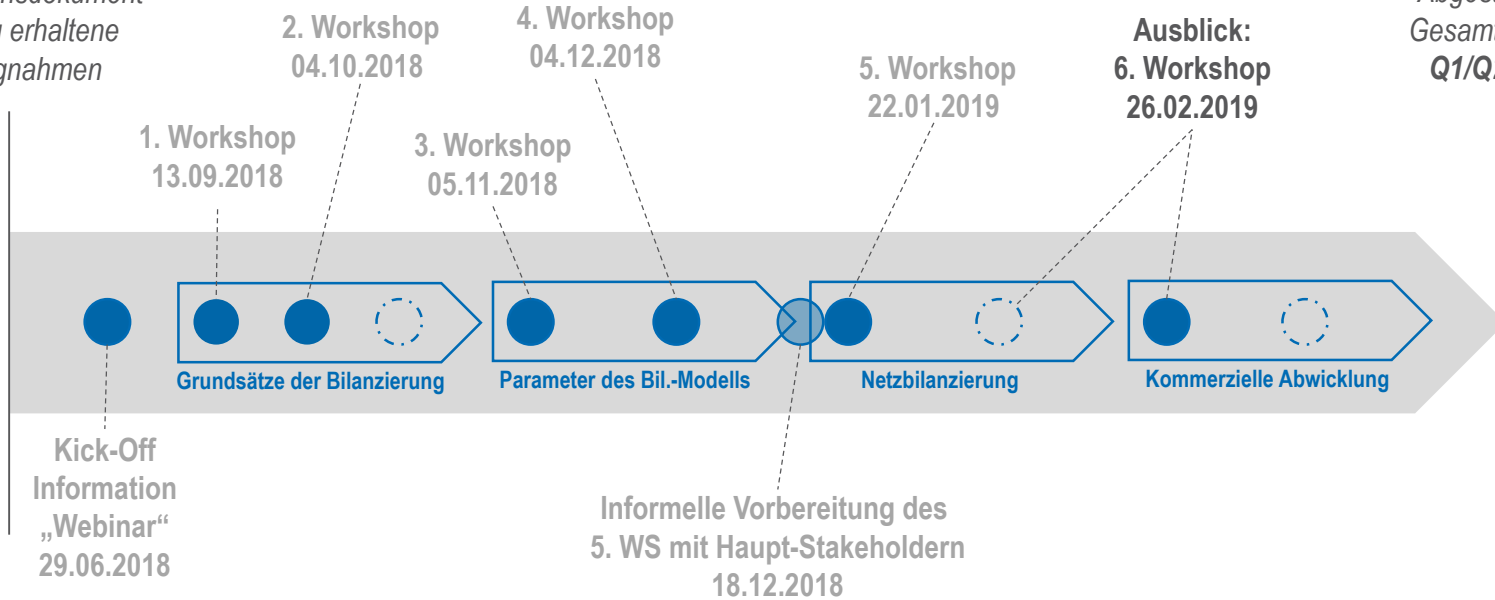 erhaltene
2. Workshop
04.10.2018
4. Workshop
04.12.2018
Ausblick:
6. Workshop
26.02.2019
5. Workshop
22.01.2019
1. Workshop
13.09.2018
3. Workshop
05.11.2018
Grundsätze der Bilanzierung
Parameter des Bil.-Modells
Netzbilanzierung
Kommerzielle Abwicklung
Kick-Off
Information
„Webinar“
29.06.2018
Informelle Vorbereitung des
5. WS mit Haupt-Stakeholdern
18.12.2018